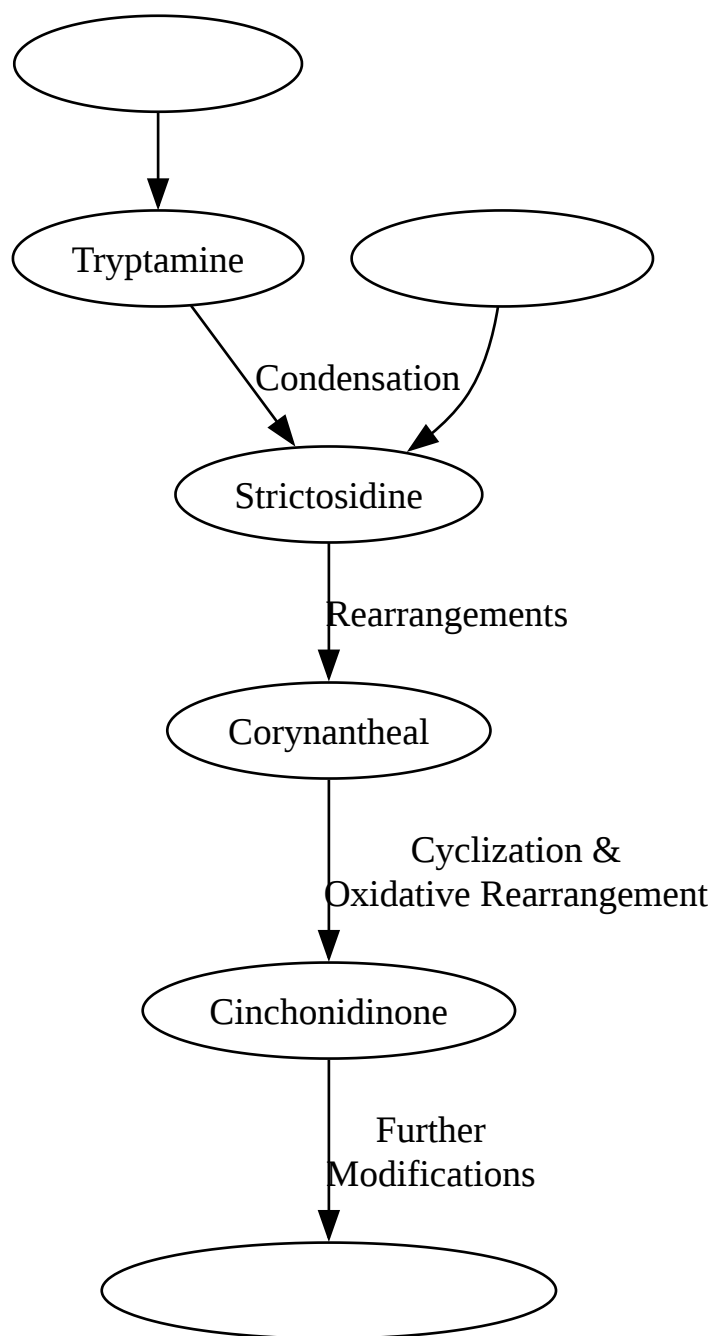 Tryptamine
Condensation
Strictosidine
Rearrangements
Corynantheal
Cyclization &
Oxidative Rearrangement
Cinchonidinone
Further
Modifications